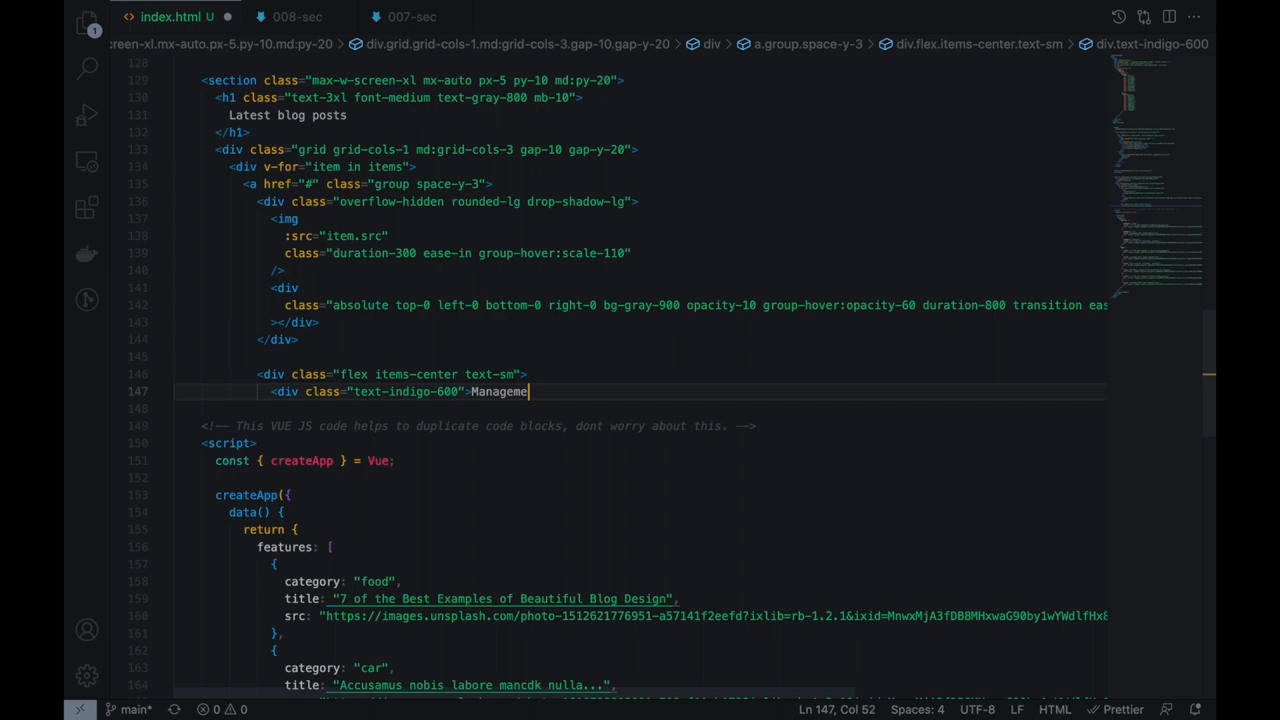 1
index.html U
008-sec
007-sec
creen-xl.mx-auto.px-5.py-10.md:py-20 > div.grid.grid-cols-1.md:grid-cols-3.gap-10.gap-y-20 > div > a.group.space-y-3 > div.flex.items-center.text-sm > div.text-indigo-600
128
129 <section class="max-w-screen-xl mx-auto px-5 py-10 md:py-20">
130 <h1 class="text-3xl font-medium text-gray-800 mb-10">
131 Latest blog posts
132 </h1>
133 <div class="grid grid-cols-1 md:grid-cols-3 gap-10 gap-y-20">
134 <div v-for="item in items">
135 <a href="#" class="group space-y-3">
136 <div class="overflow-hidden rounded-lg drop-shadow-lg">
137 <img
138 :src="item.src"
139 class="duration-300 ease-in group-hover:scale-110"
140 />
141 <div
142 class="absolute top-0 left-0 bottom-0 right-0 bg-gray-900 opacity-10 group-hover:opacity-60 duration-800 transition eas
143 ></div>
144 </div>
145
146 <div class="flex items-center text-sm">
147 <div class="text-indigo-600">Manageme
148
149 <!-- This VUE JS code helps to duplicate code blocks, dont worry about this. -->
150 <script>
151 const { createApp } = Vue;
152
153 createApp({
154 data() {
155 return {
156 features: [
157 {
158 category: "food",
159 title: "7 of the Best Examples of Beautiful Blog Design",
160 src: "https://images.unsplash.com/photo-1512621776951-a57141f2eefd?ixlib=rb-1.2.1&ixid=MnwxMjA3fDB8MHxwaG90by1wYWdlfHx8
161 },
162 {
163 category: "car",
164 title: "Accusamus nobis labore mancdk nulla...",
main* 0 0 Ln 147, Col 52 Spaces: 4 UTF-8 LF HTML Prettier